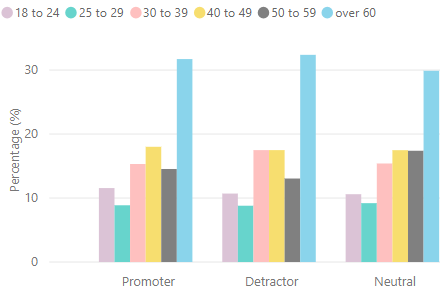 18 to 24 25 to 29 30 to 39 40 to 49 50 to 59 over 60
Percentage (%)
30
20
10
0
Promoter Detractor Neutral